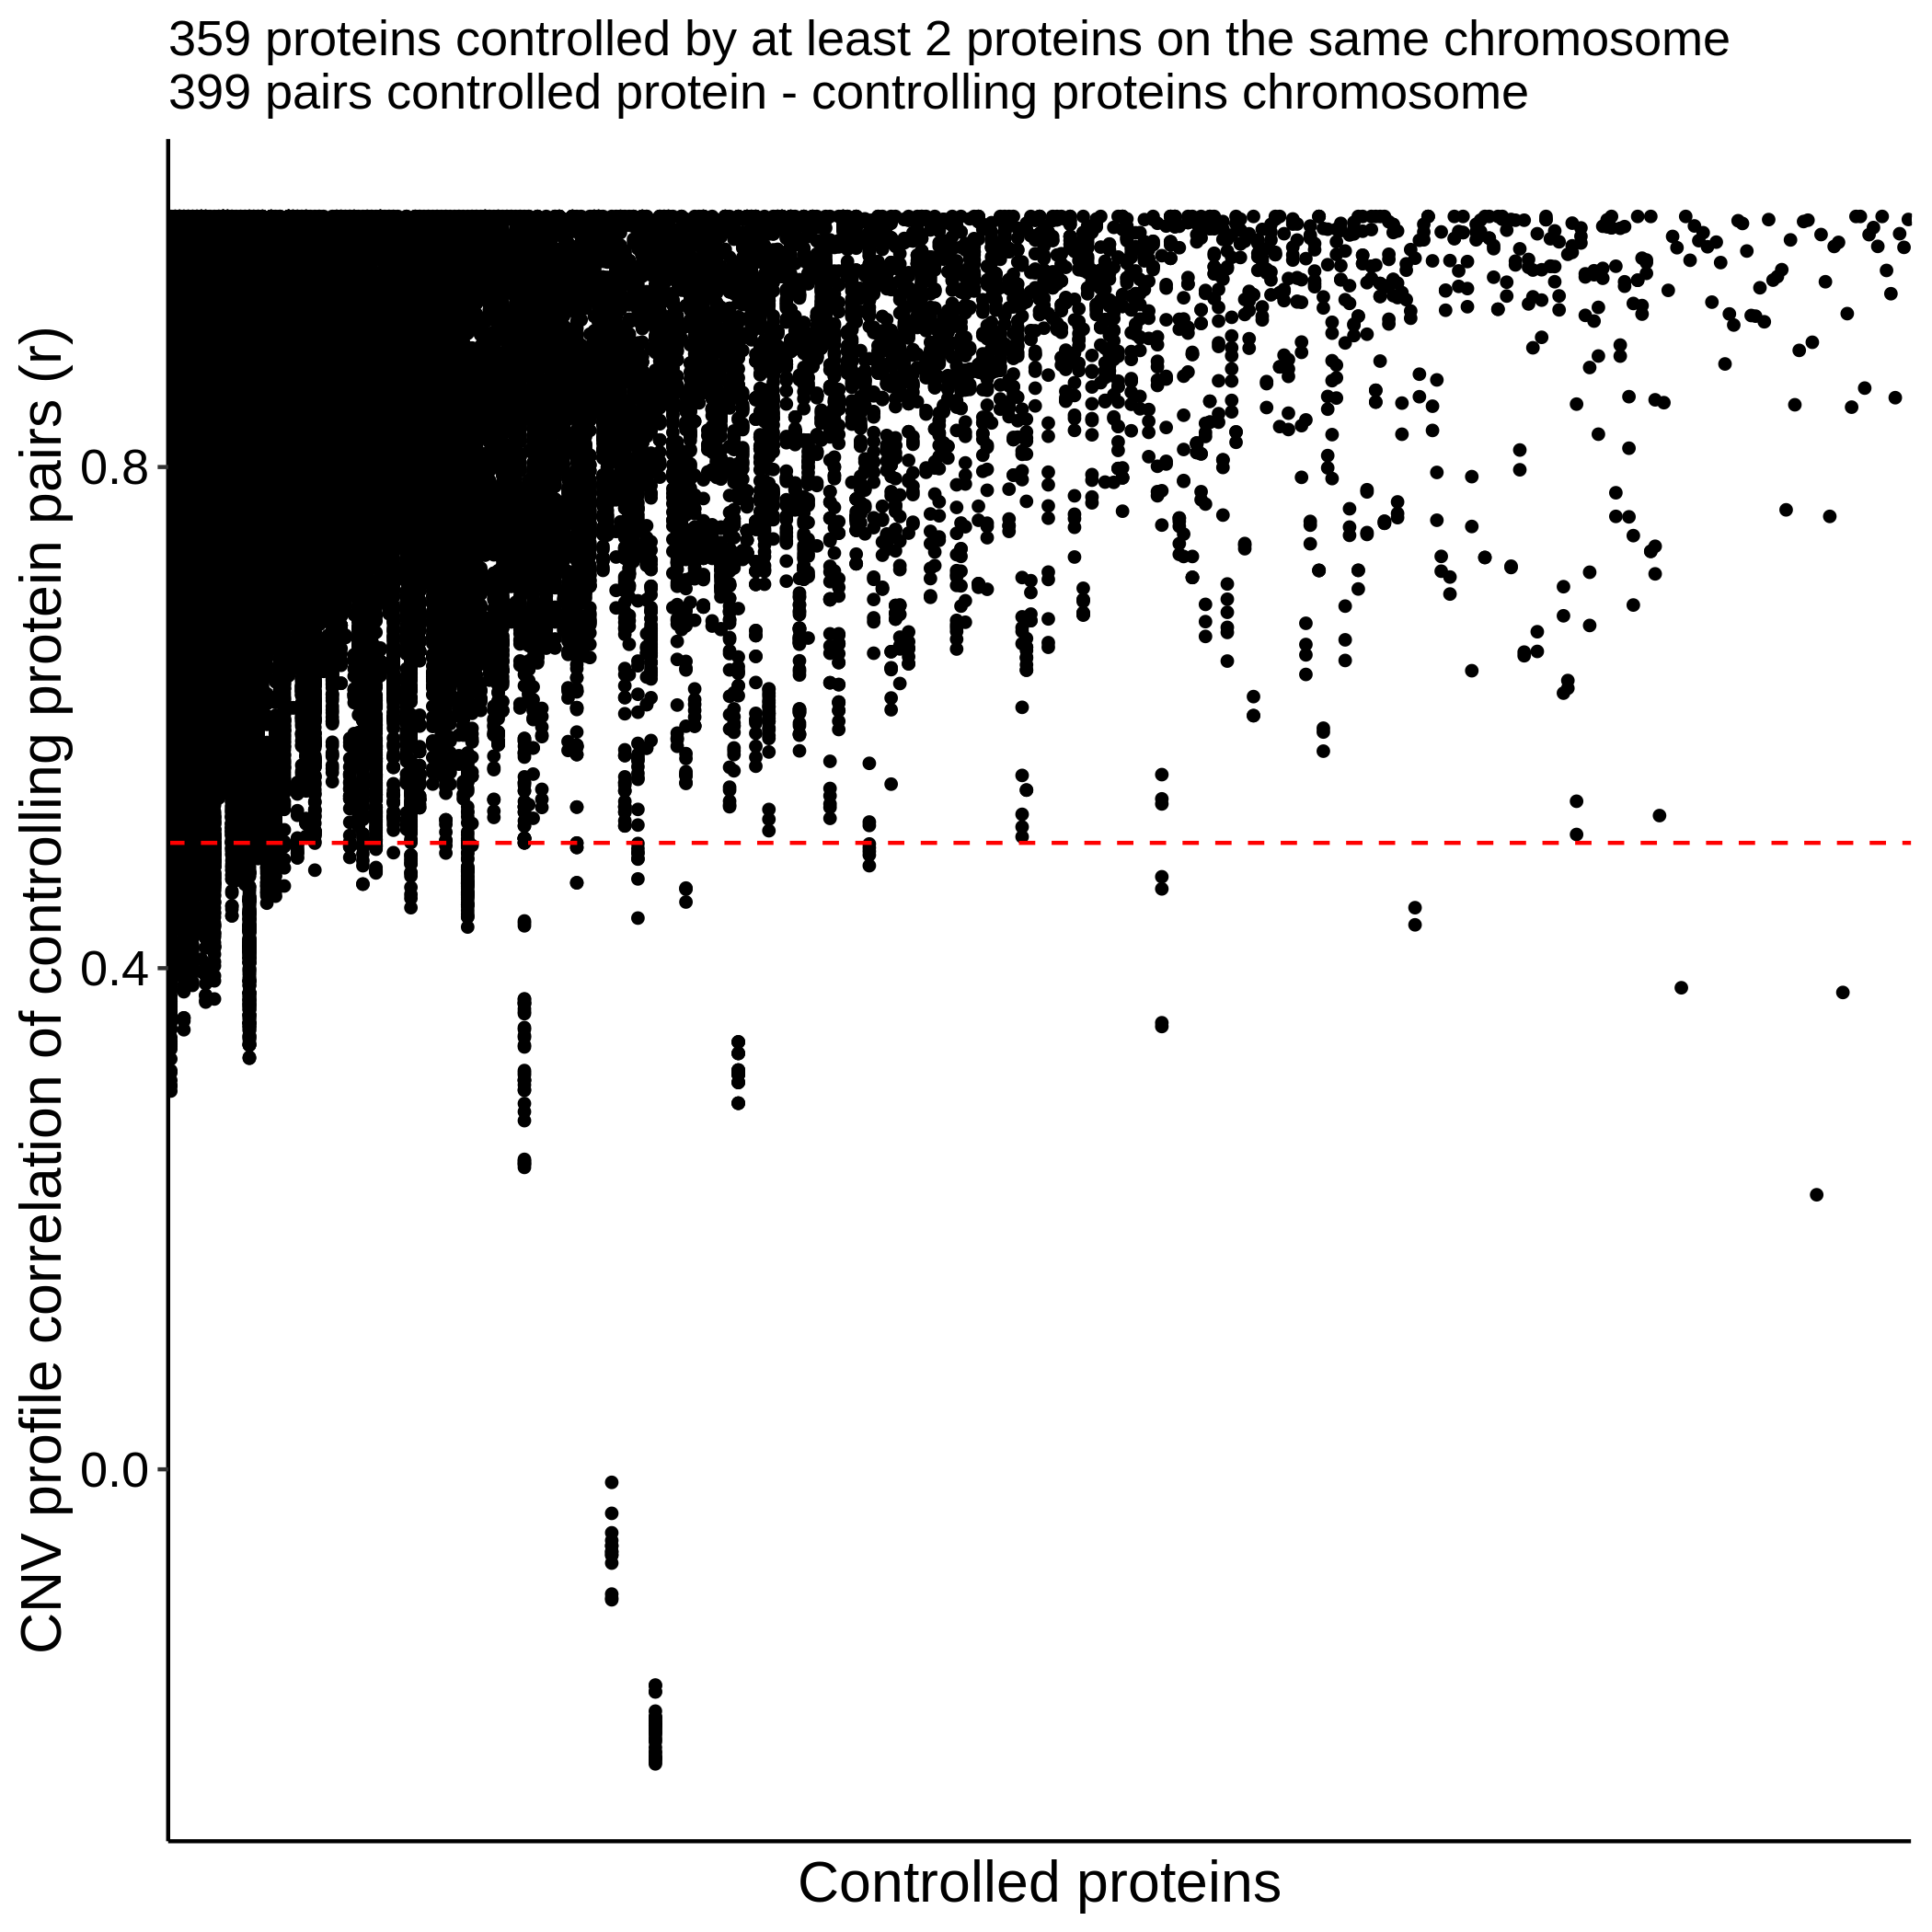 359 proteins controlled by at least 2 proteins on the same chromosome
399 pairs controlled protein - controlling proteins chromosome
CNV profile correlation of controlling protein pairs (r)
0.8
0.4
0.0
Controlled proteins